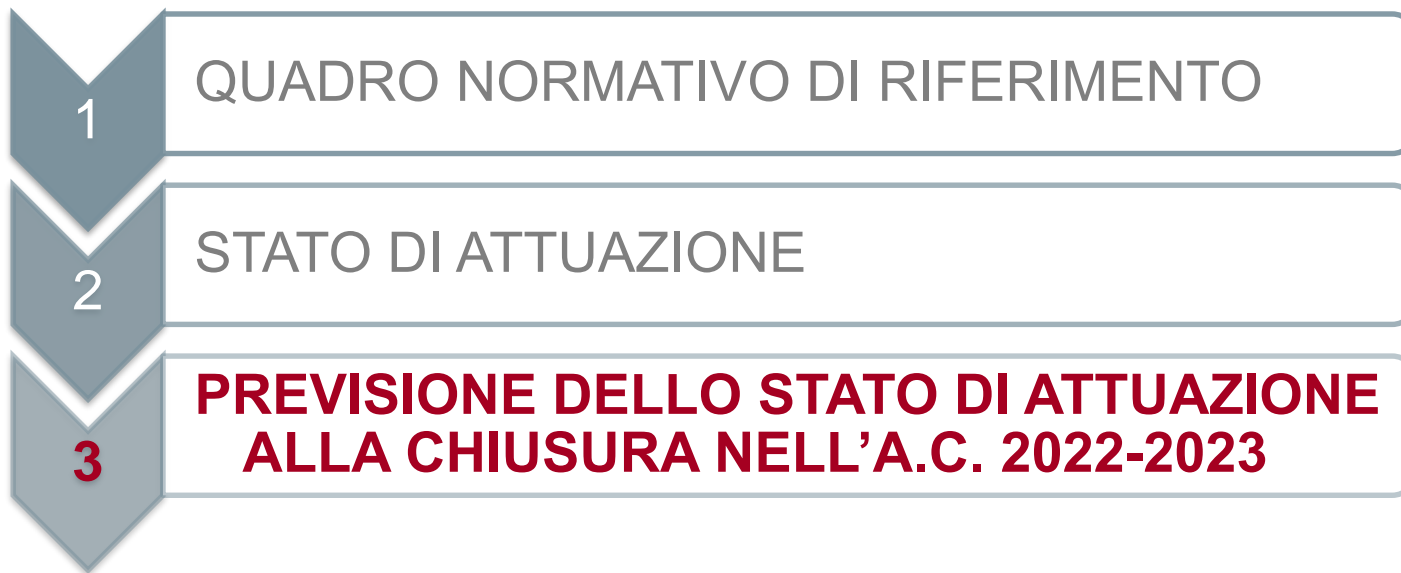 1
QUADRO NORMATIVO DI RIFERIMENTO
2
STATO DI ATTUAZIONE
3
PREVISIONE DELLO STATO DI ATTUAZIONE
ALLA CHIUSURA NELL’A.C. 2022-2023